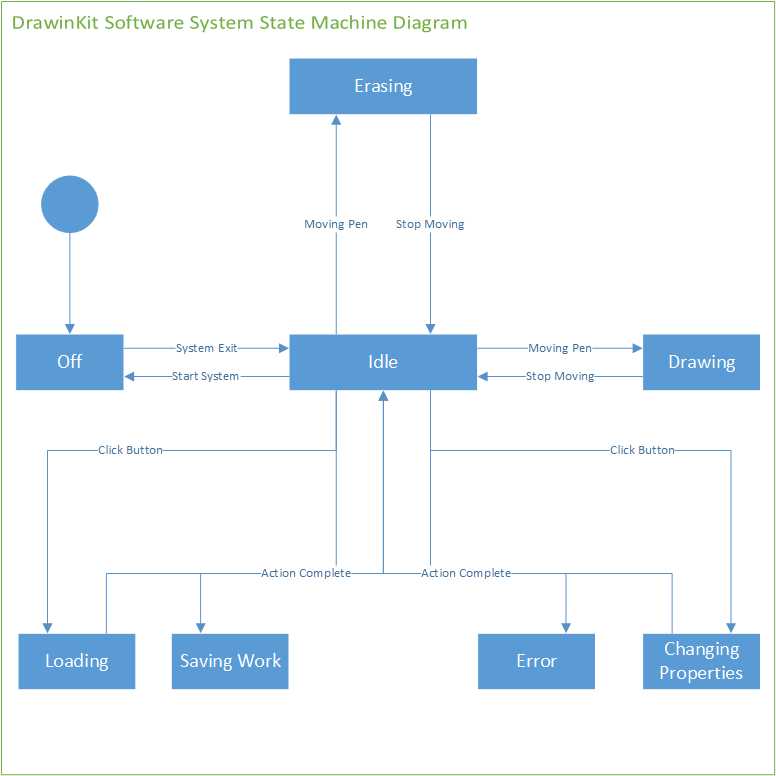 DrawinKit Software System State Machine Diagram
Erasing
Moving Pen
Stop Moving
Off
System Exit
Start System
Idle
Moving Pen
Stop Moving
Drawing
Click Button
Click Button
Action Complete
Action Complete
Loading
Saving Work
Error
Changing
Properties